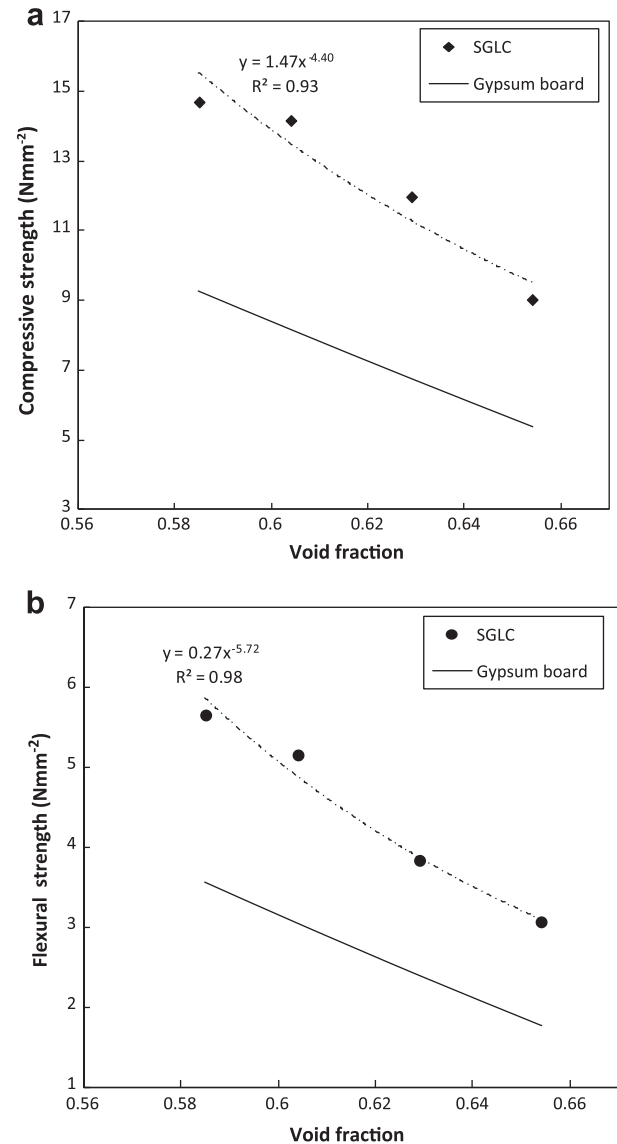 a
17
15
13
11
9
7
5
3
y = 1.47x^-4.40
R² = 0.93
SGLC
Gypsum board
Compressive strength (Nmm⁻²)
0.56 0.58 0.6 0.62 0.64 0.66
Void fraction
b
7
6
5
4
3
2
1
y = 0.27x^-5.72
R² = 0.98
SGLC
Gypsum board
Flexural strength (Nmm⁻²)
0.56 0.58 0.6 0.62 0.64 0.66
Void fraction